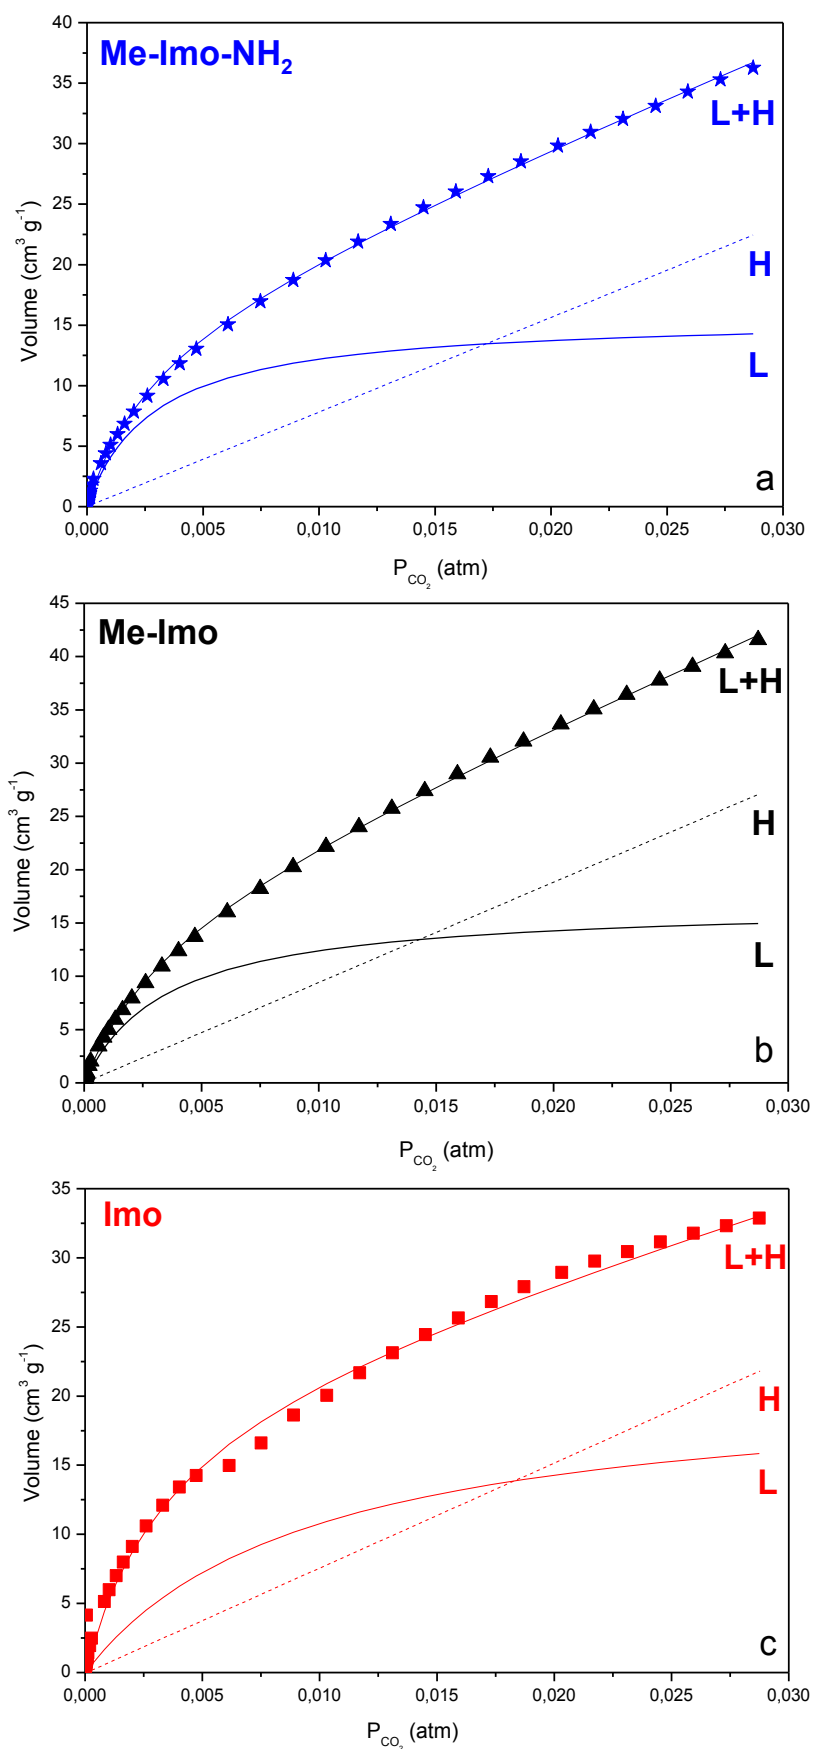 Me-Imo-NH₂
40
35
30
25
20
15
10
5
0
Volume (cm³ g⁻¹)
L+H
H
L
a
0,000 0,005 0,010 0,015 0,020 0,025 0,030
P_CO₂ (atm)
Me-Imo
45
40
35
30
25
20
15
10
5
0
Volume (cm³ g⁻¹)
L+H
H
L
b
0,000 0,005 0,010 0,015 0,020 0,025 0,030
P_CO₂ (atm)
Imo
35
30
25
20
15
10
5
0
Volume (cm³ g⁻¹)
L+H
H
L
c
0,000 0,005 0,010 0,015 0,020 0,025 0,030
P_CO₂ (atm)